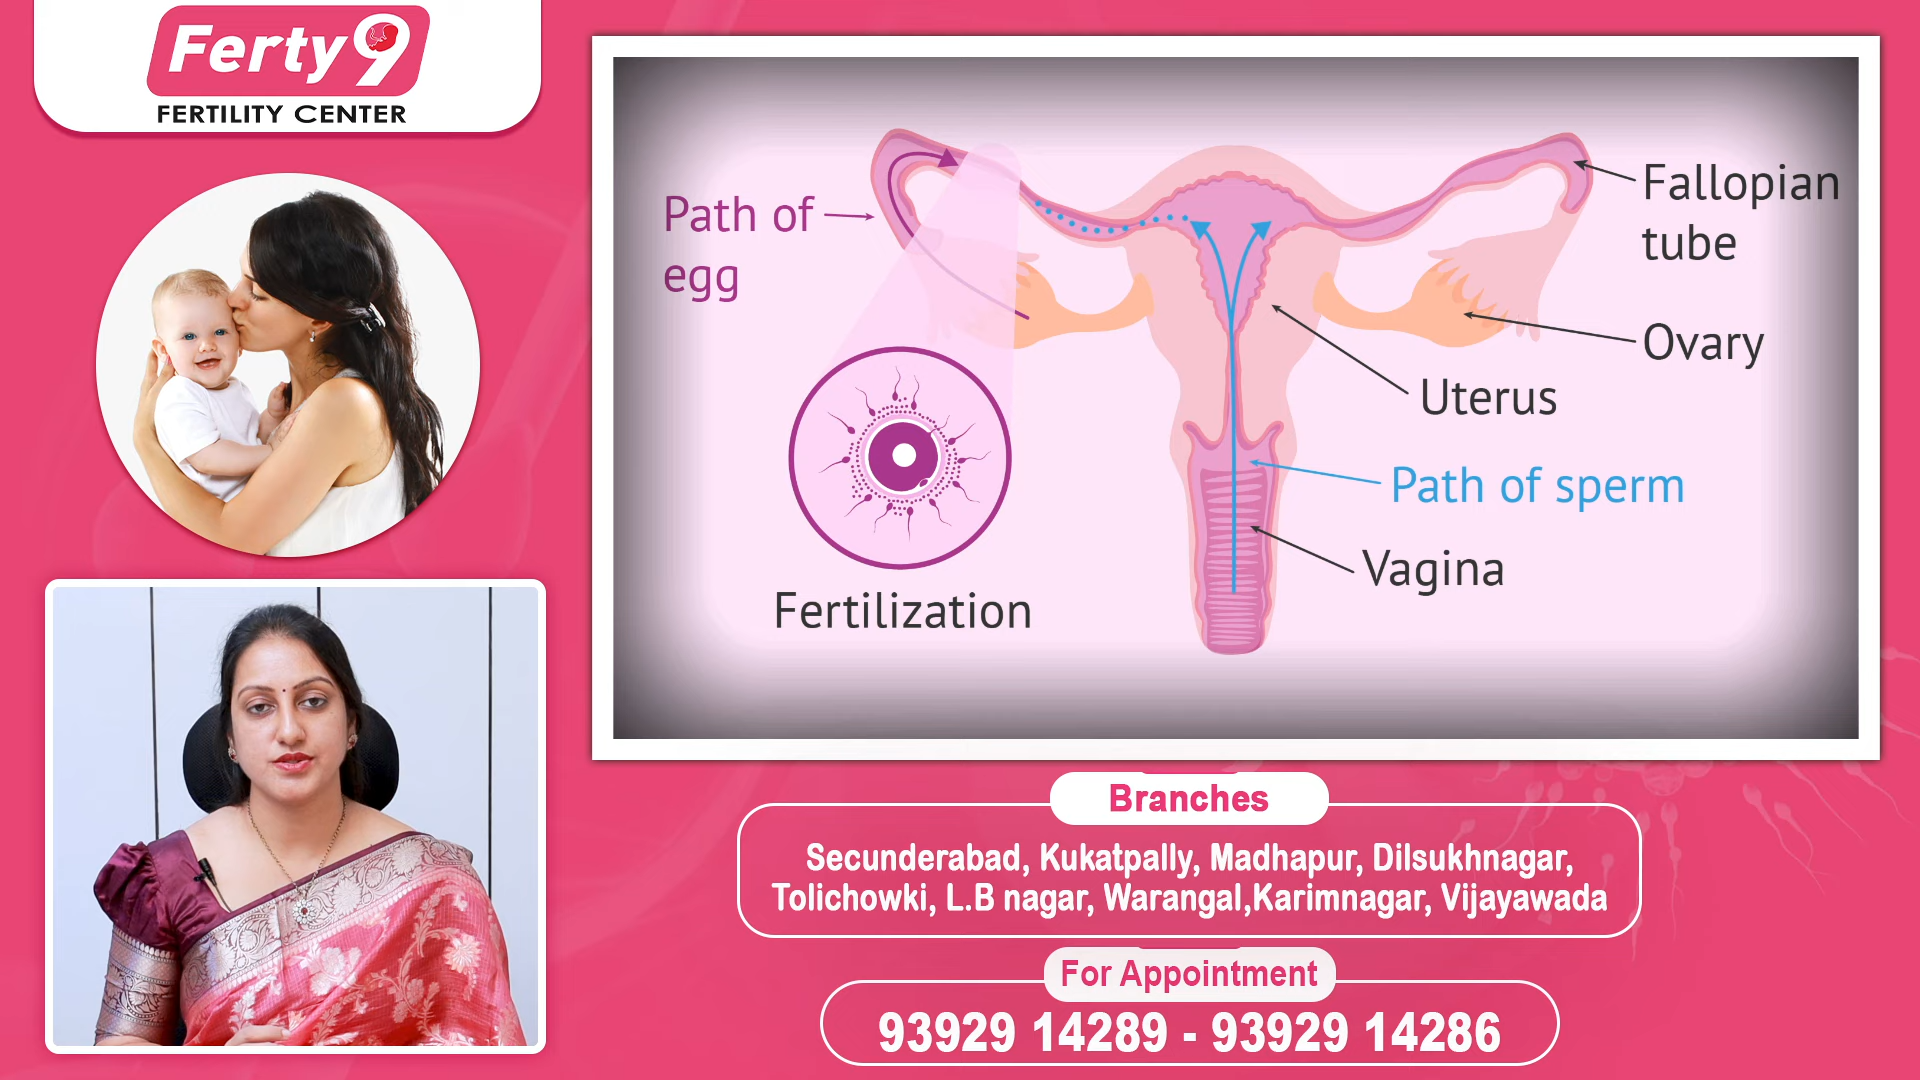 Ferty9
FERTILITY CENTER
Path of
egg
Fallopian
tube
Ovary
Uterus
Path of sperm
Vagina
Fertilization
Branches
Secunderabad, Kukatpally, Madhapur, Dilsukhnagar,
Tolichowki, L.B nagar, Warangal,Karimnagar, Vijayawada
For Appointment
93929 14289 - 93929 14286